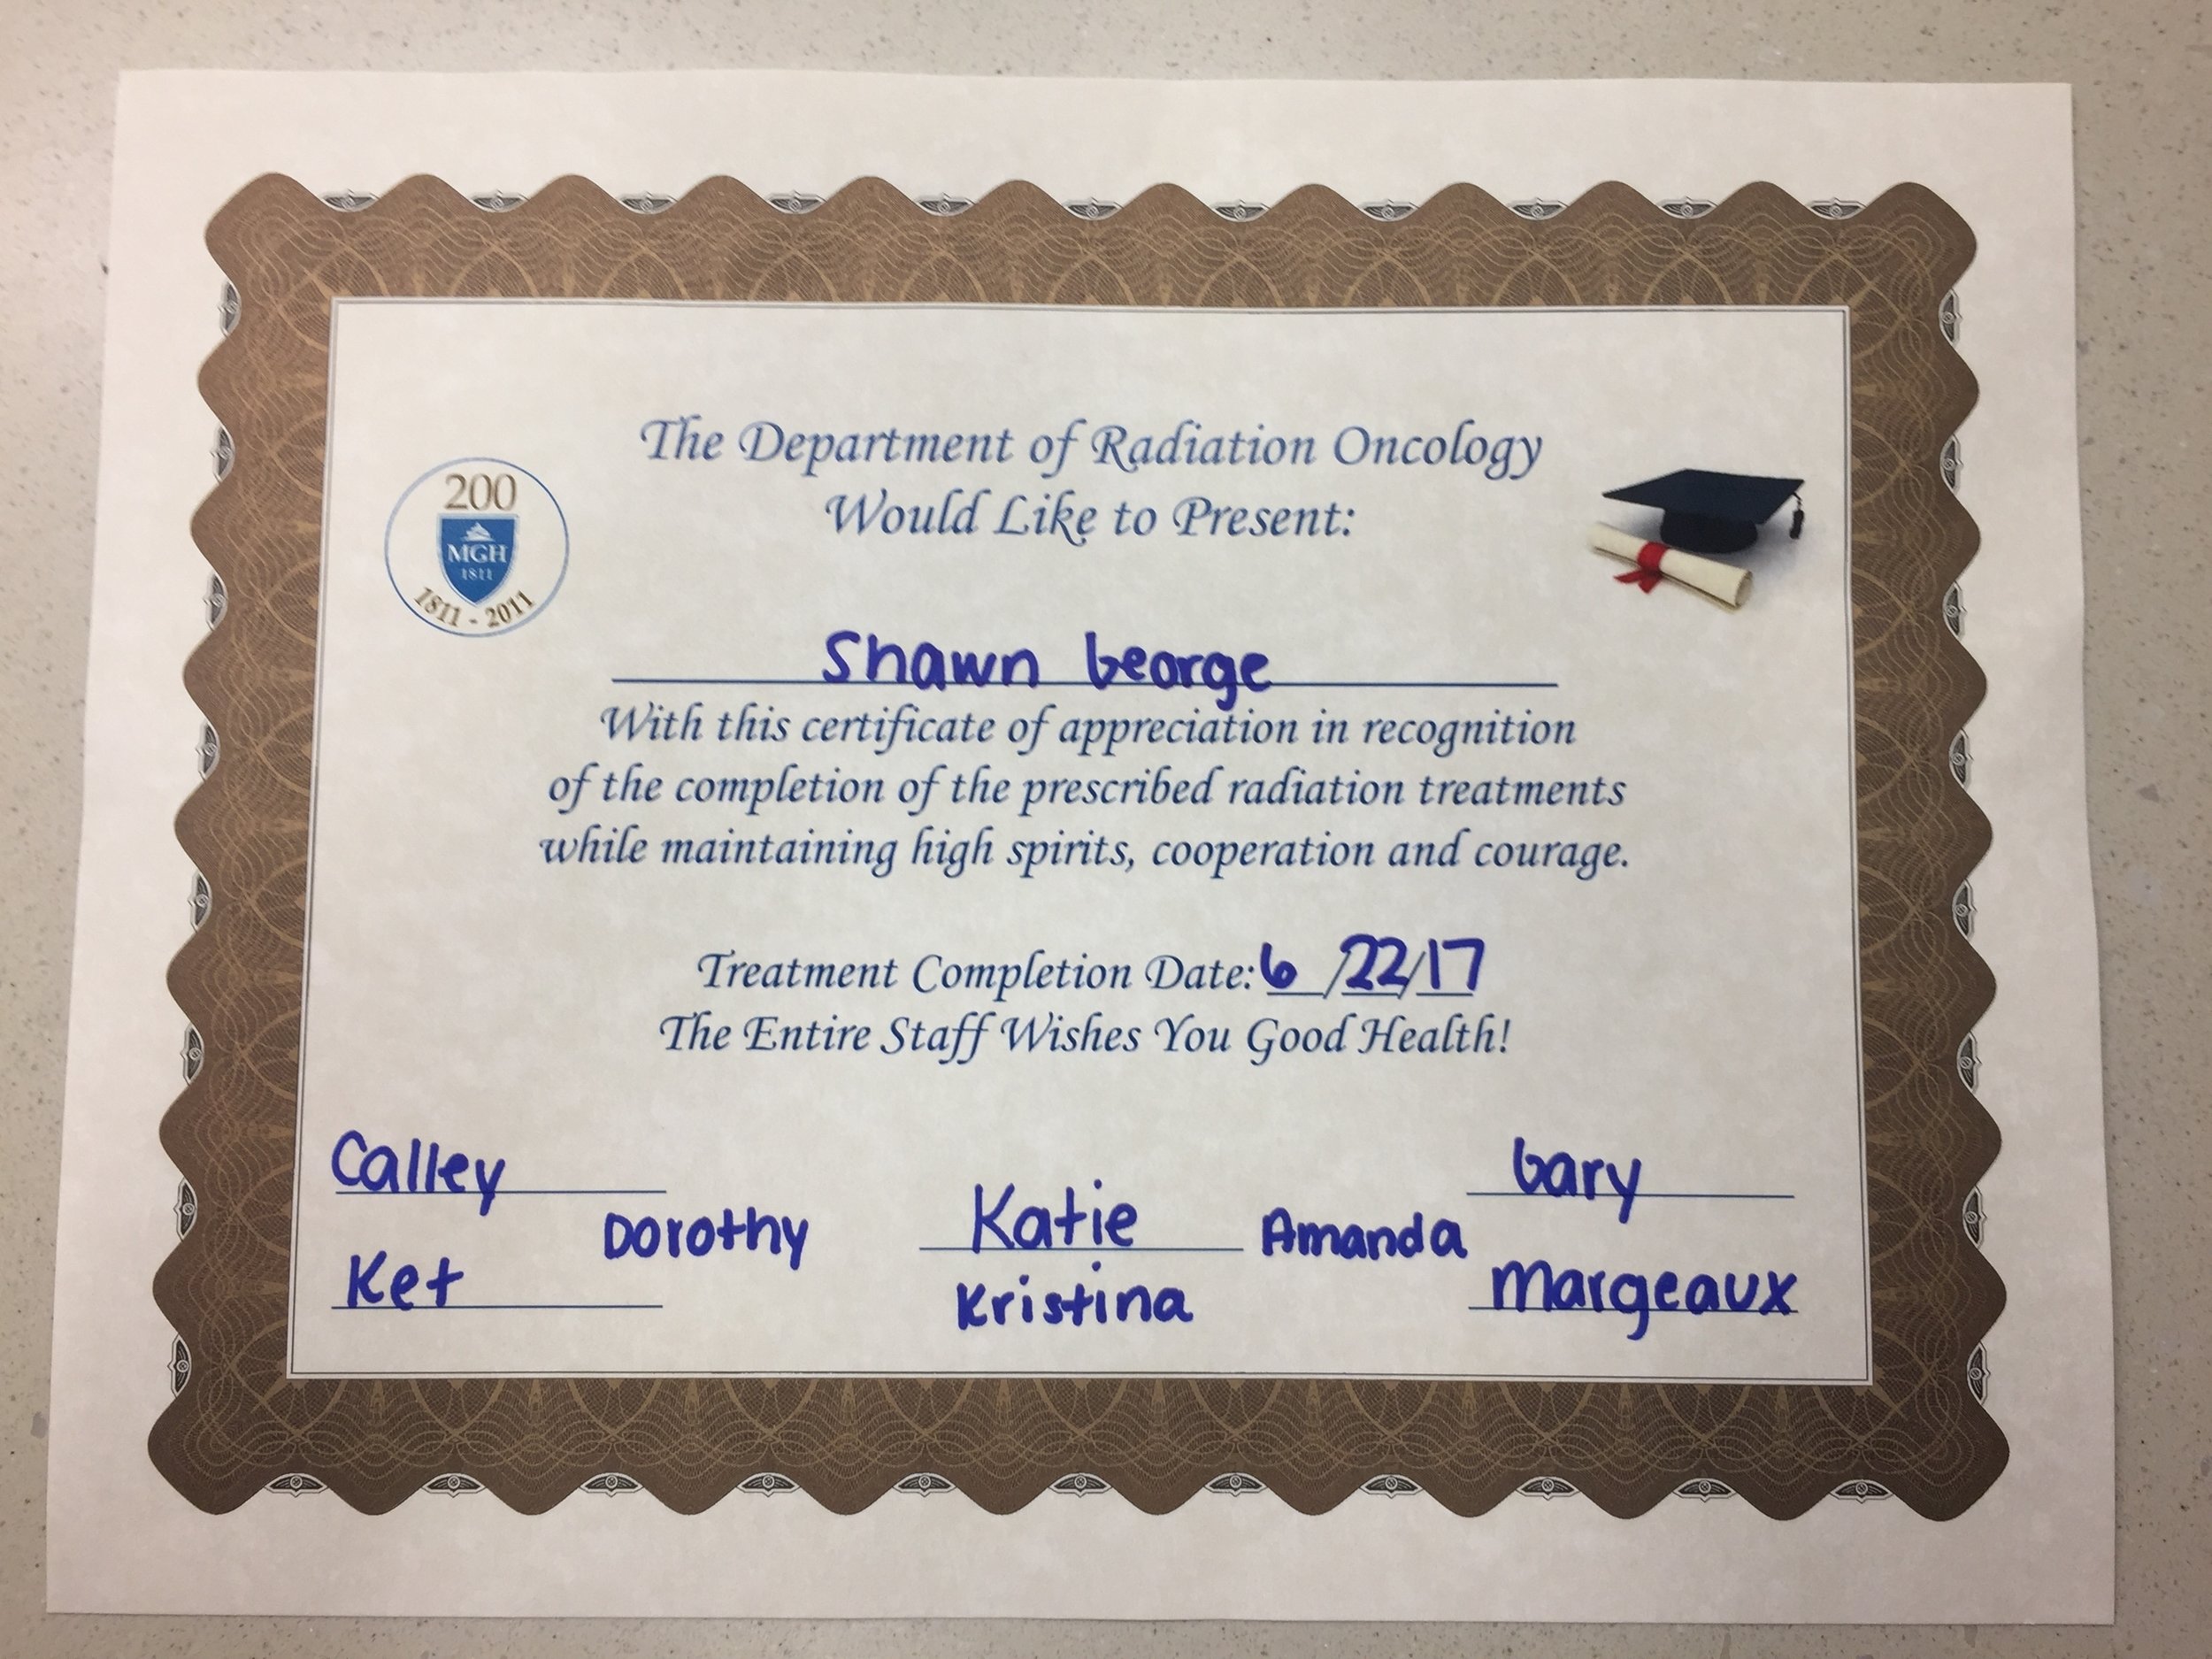 The Department of Radiation Oncology
Would Like to Present:
200
MGH
1811
1811 - 2011
Shawn George
With this certificate of appreciation in recognition
of the completion of the prescribed radiation treatments
while maintaining high spirits, cooperation and courage.
Treatment Completion Date: 6/22/17
The Entire Staff Wishes You Good Health!
Calley
Gary
Dorothy
Katie
Amanda
Ket
Kristina
Margeaux